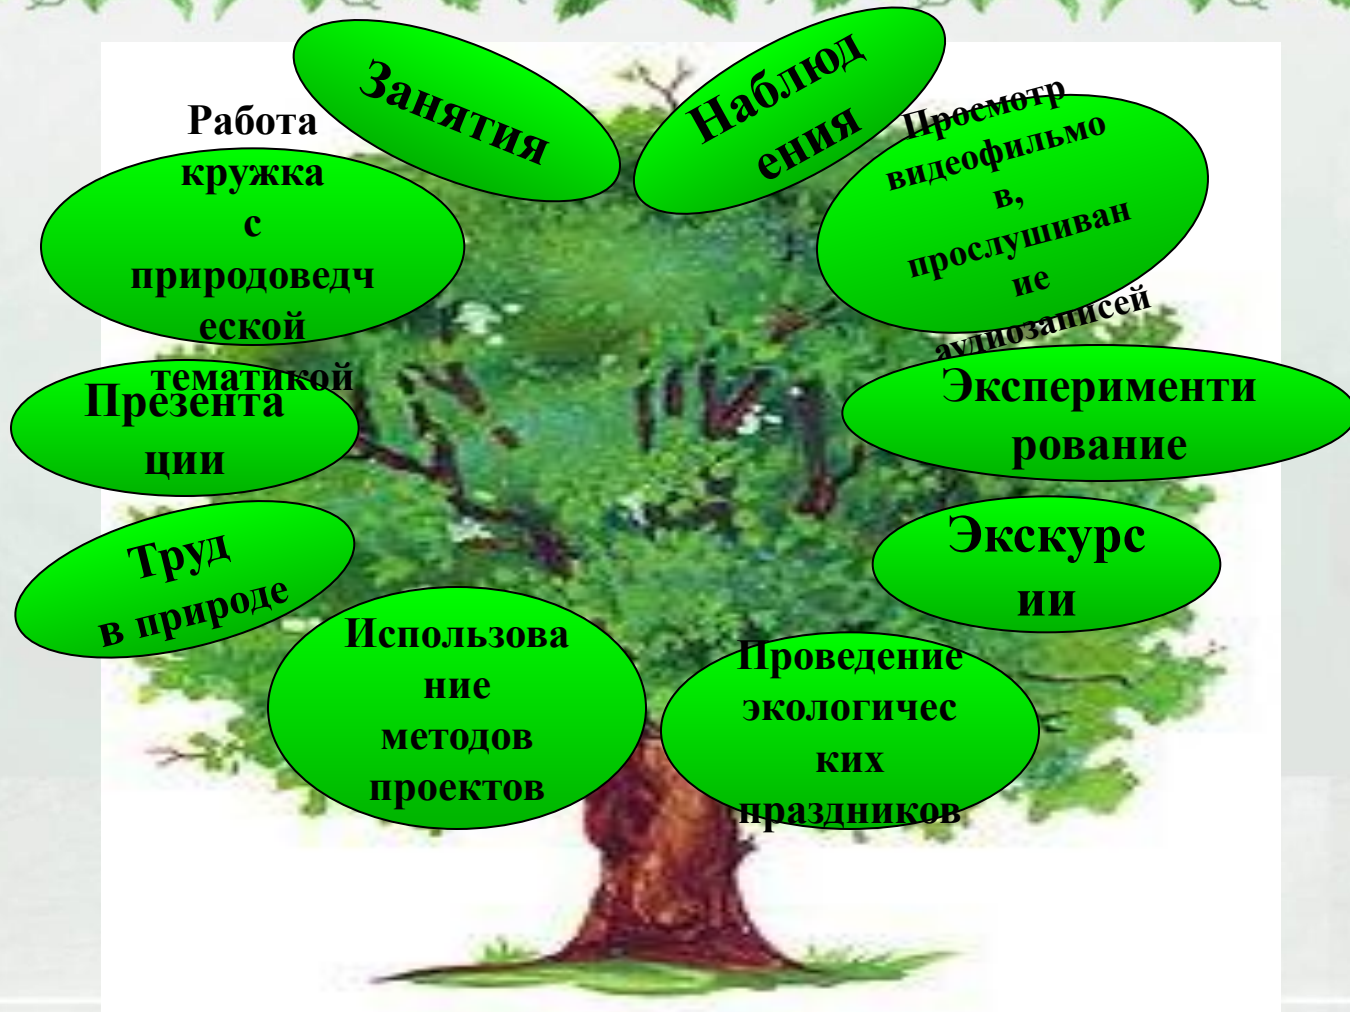 Занятия
Наблюд
ения
Просмотр
видеофильмо
в,
прослушиван
ие
аудиозаписей
Работа
кружка
с
природоведч
еской
тематикой
Эксперименти
рование
Презента
ции
Экскурс
ии
Труд
в природе
Использова
ние
методов
проектов
Проведение
экологичес
ких
праздников